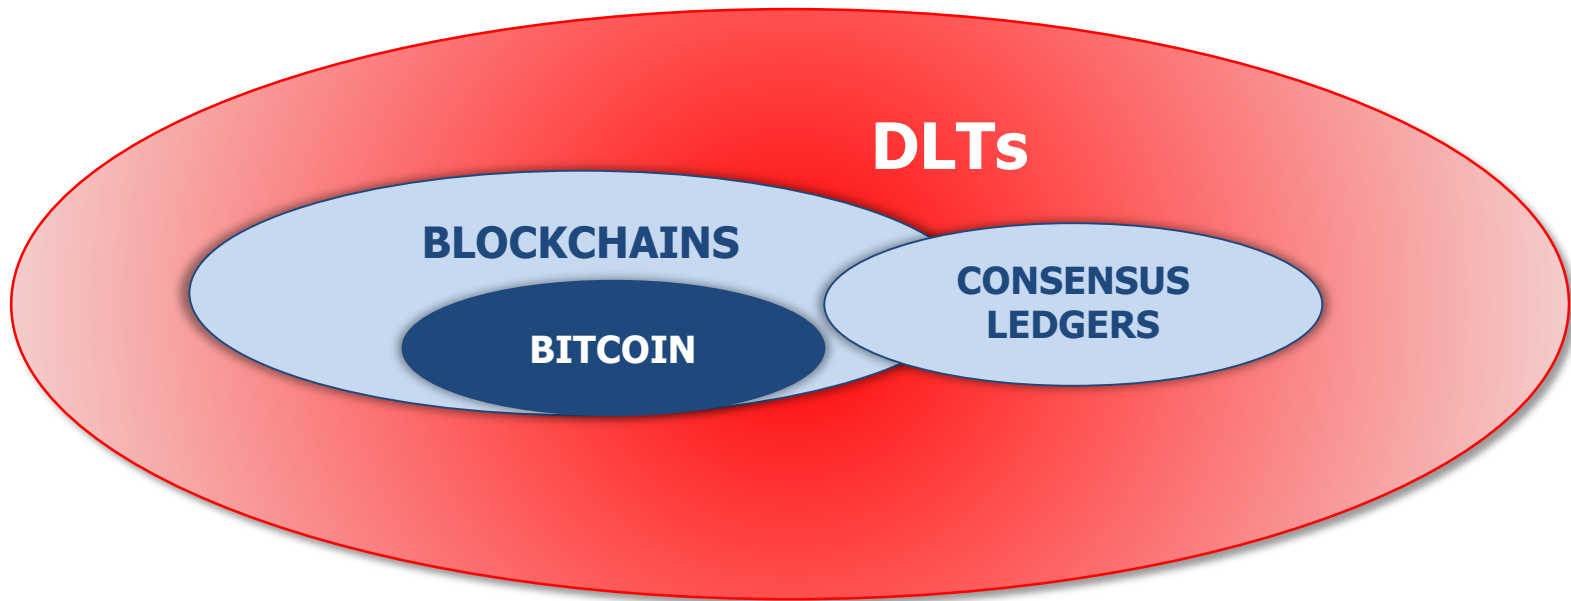 DLTs
BLOCKCHAINS
CONSENSUS
LEDGERS
BITCOIN